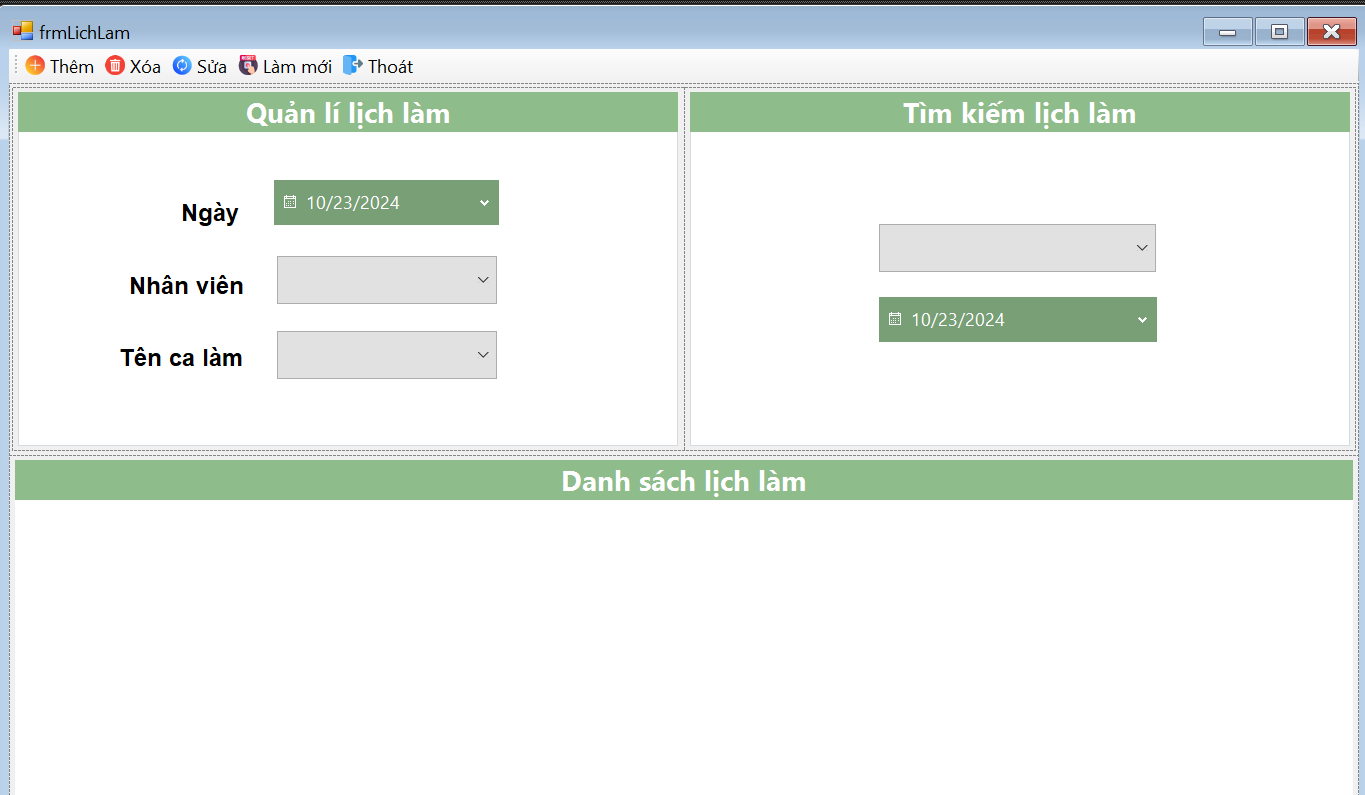 frmLichLam
Thêm Xóa Sửa Làm mới Thoát
Quản lí lịch làm
Ngày
10/23/2024
Nhân viên
Tên ca làm
Tìm kiếm lịch làm
10/23/2024
Danh sách lịch làm